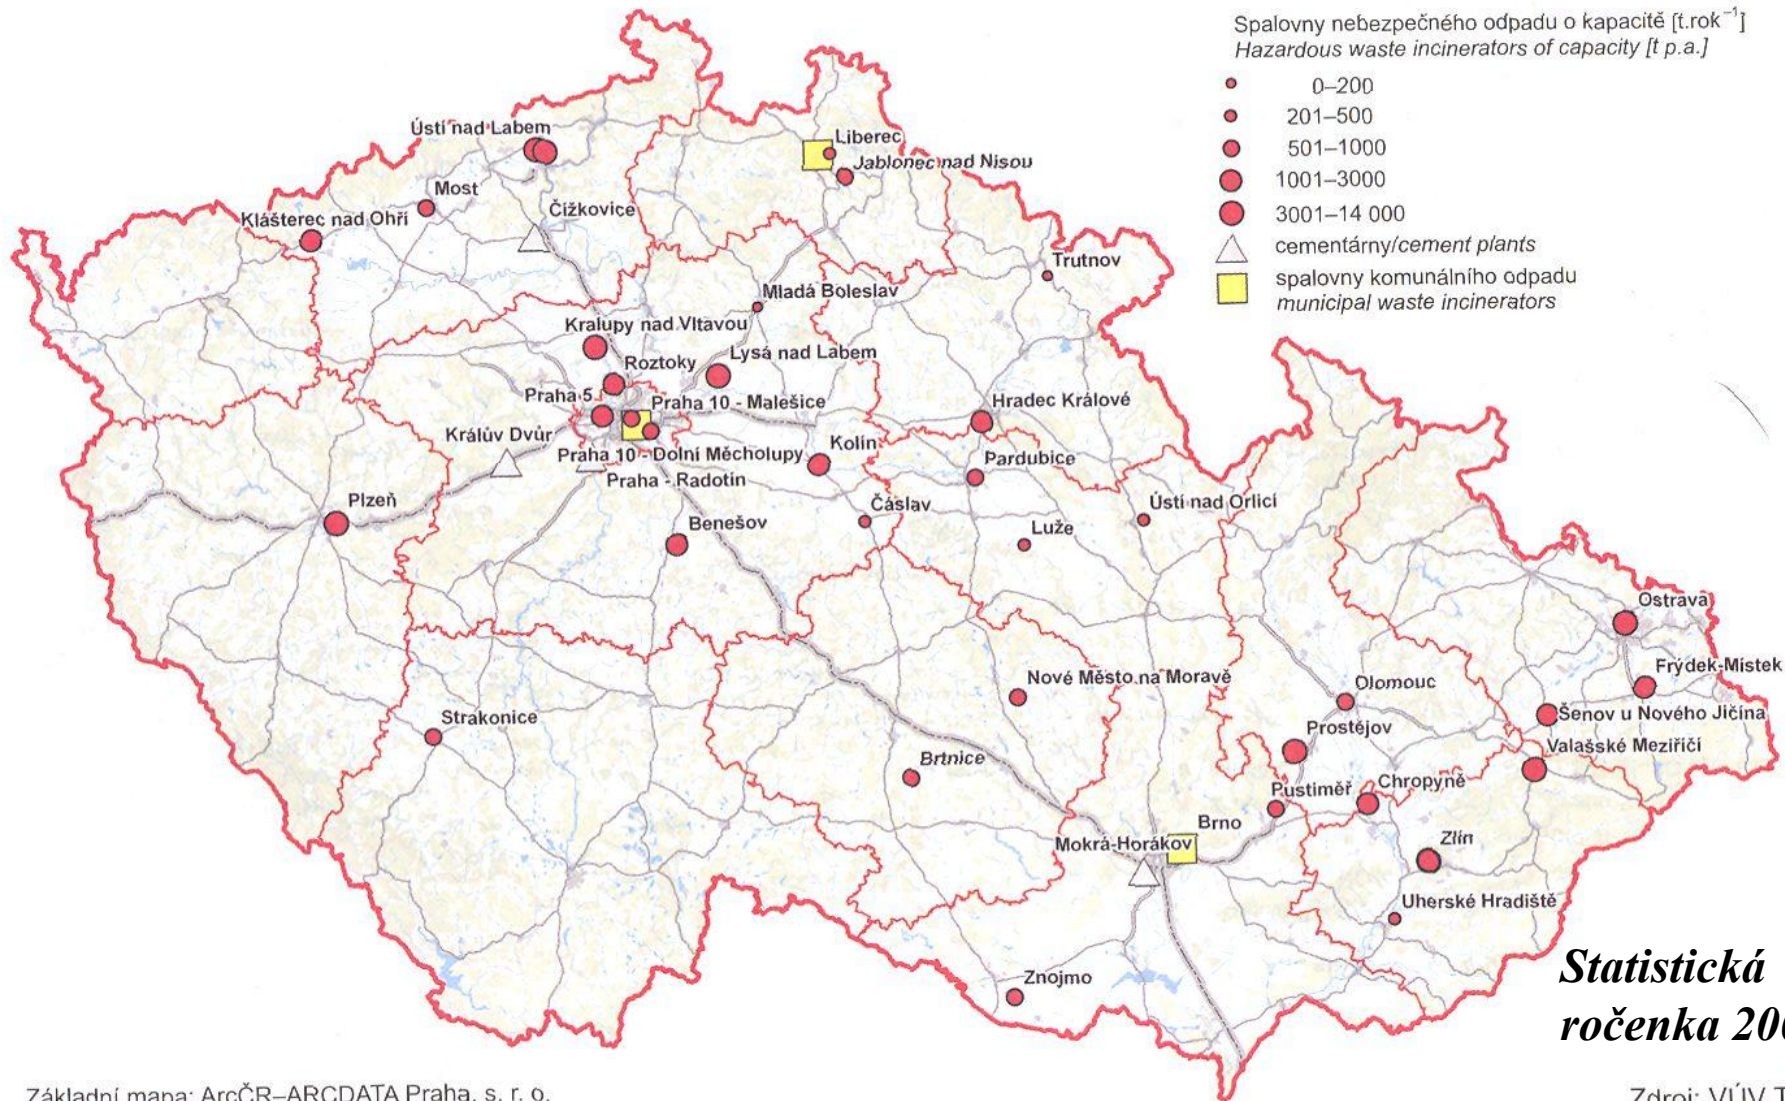 Spalovny nebezpečného odpadu o kapacitě [t.rok⁻¹]
Hazardous waste incinerators of capacity [t p.a.]
0–200
201–500
501–1000
1001–3000
3001–14 000
cementárny/cement plants
spalovny komunálního odpadu
municipal waste incinerators
Ústí nad Labem
Liberec
Jablonec nad Nisou
Most
Čížkovice
Klášterec nad Ohří
Trutnov
Mladá Boleslav
Kralupy nad Vltavou
Roztoky
Lysá nad Labem
Praha 5
Praha 10 - Malešice
Hradec Králové
Králův Dvůr
Kolín
Praha 10 - Dolní Měcholupy
Pardubice
Praha - Radotín
Plzeň
Čáslav
Ústí nad Orlicí
Benešov
Luže
Ostrava
Frýdek-Místek
Nové Město na Moravě
Olomouc
Strakonice
Šenov u Nového Jičína
Prostějov
Valašské Meziříčí
Brtnice
Chropyně
Pustiměř
Brno
Mokrá-Horákov
Zlín
Uherské Hradiště
Znojmo
Statistická
ročenka
Základní mapa: ArcČR–ARCDATA Praha, s. r. o.
Zdroj: VÚV